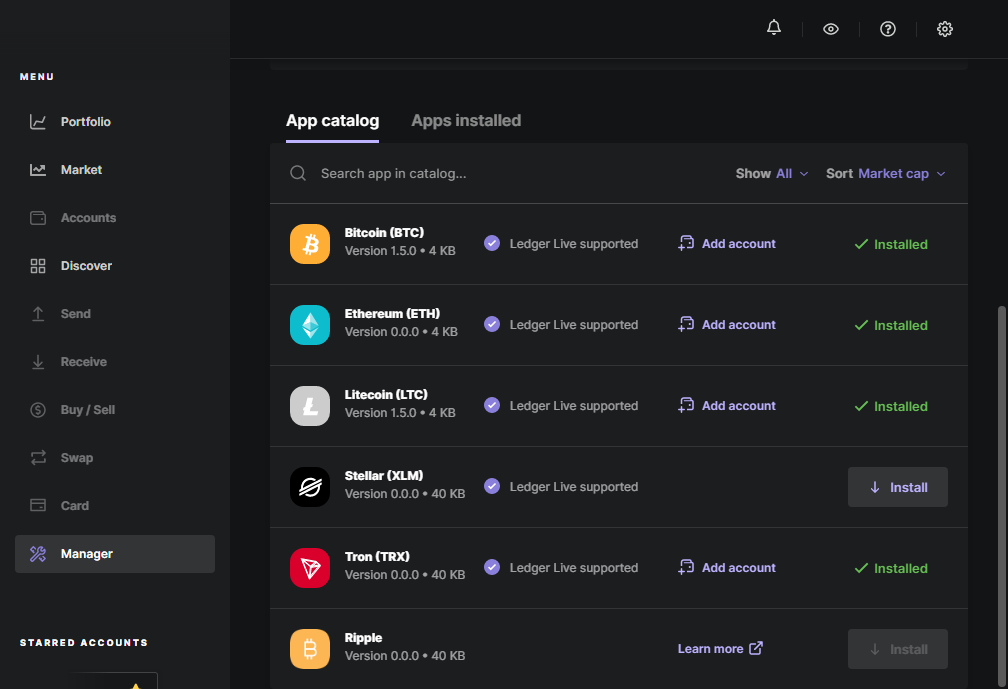 MENU
Portfolio
Market
Accounts
Discover
Send
Receive
Buy / Sell
Swap
Card
Manager
STARRED ACCOUNTS
App catalog Apps installed
Search app in catalog... Show All Sort Market cap
Bitcoin (BTC)
Version 1.5.0 • 4 KB Ledger Live supported Add account Installed
Ethereum (ETH)
Version 0.0.0 • 4 KB Ledger Live supported Add account Installed
Litecoin (LTC)
Version 1.5.0 • 4 KB Ledger Live supported Add account Installed
Stellar (XLM)
Version 0.0.0 • 40 KB Ledger Live supported Install
Tron (TRX)
Version 0.0.0 • 40 KB Ledger Live supported Add account Installed
Ripple
Version 0.0.0 • 40 KB Learn more Install